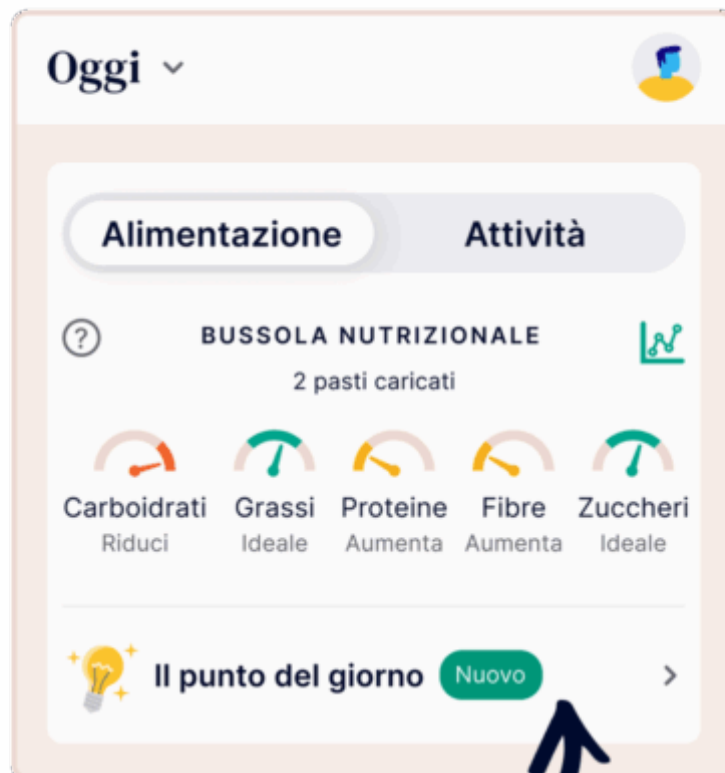 Oggi
Alimentazione Attività
?
BUSSOLA NUTRIZIONALE
2 pasti caricati
Carboidrati Grassi Proteine Fibre Zuccheri
Riduci Ideale Aumenta Aumenta Ideale
Il punto del giorno Nuovo